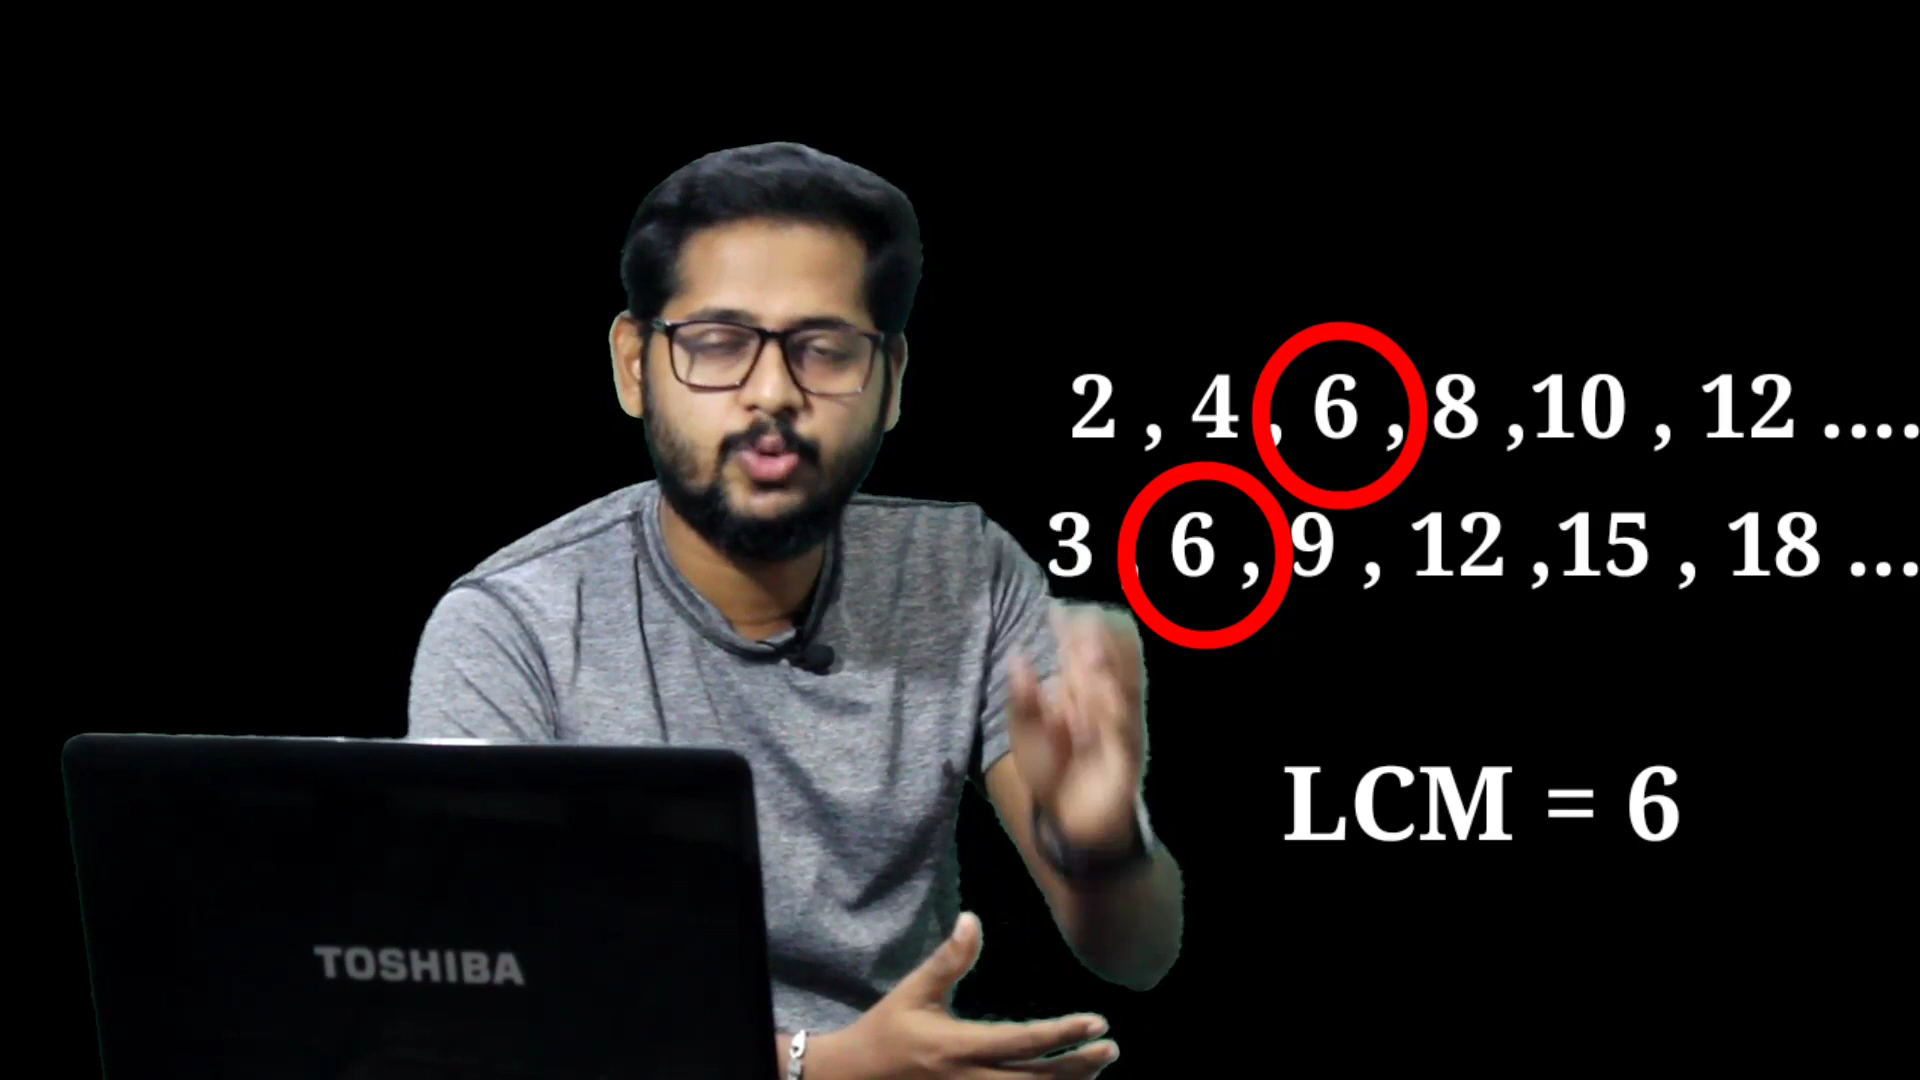 2 , 4 , 6 , 8 ,10 , 12 ....
3 , 6 , 9 , 12 ,15 , 18 ...
LCM = 6
TOSHIBA